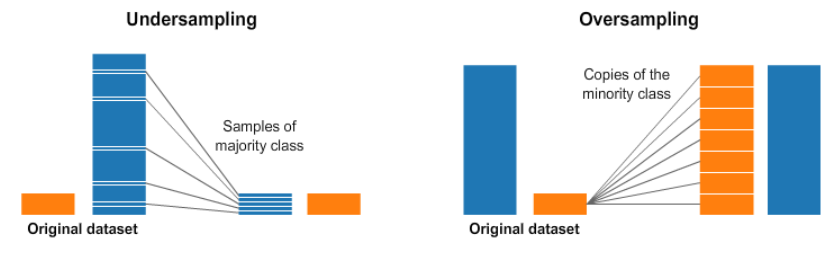 Undersampling
Samples of
majority class
Original dataset
Oversampling
Copies of the
minority class
Original dataset